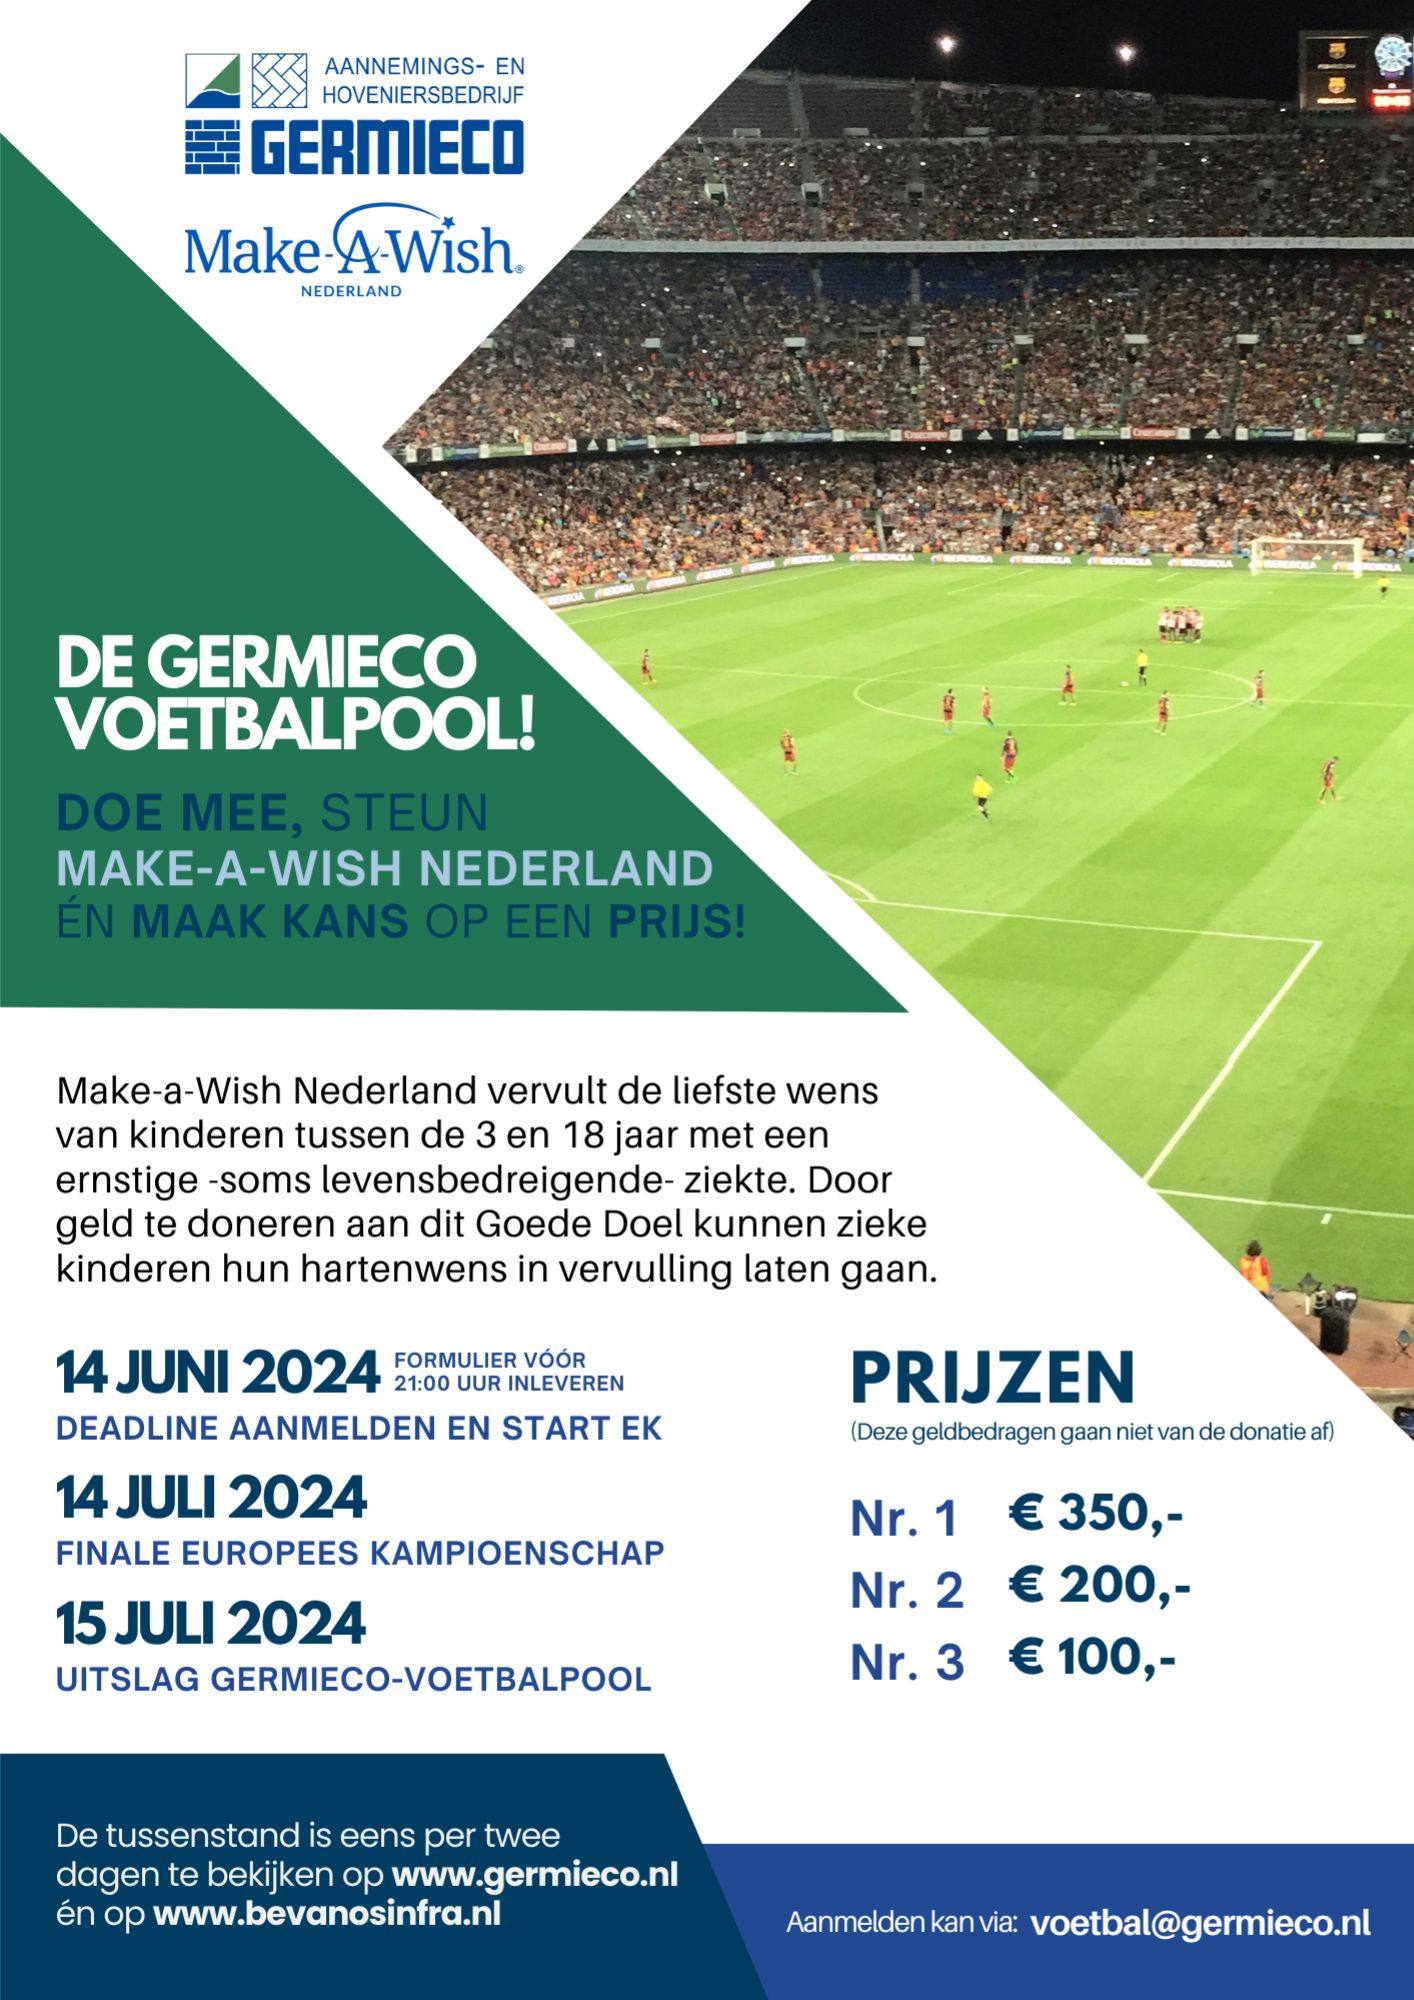 AANNEMINGS- EN
HOVENIERSBEDRIJF
GERMIECO
Make-A-Wish®
NEDERLAND
DE GERMIECO
VOETBALPOOL!
DOE MEE, STEUN
MAKE-A-WISH NEDERLAND
ÉN MAAK KANS OP EEN PRIJS!
Make-a-Wish Nederland vervult de liefste wens
van kinderen tussen de 3 en 18 jaar met een
ernstige -soms levensbedreigende- ziekte. Door
geld te doneren aan dit Goede Doel kunnen zieke
kinderen hun hartenwens in vervulling laten gaan.
14 JUNI 2024 FORMULIER VÓÓR
21:00 UUR INLEVEREN
DEADLINE AANMELDEN EN START EK
14 JULI 2024
FINALE EUROPEES KAMPIOENSCHAP
15 JULI 2024
UITSLAG GERMIECO-VOETBALPOOL
PRIJZEN
(Deze geldbedragen gaan niet van de donatie af)
Nr. 1 € 350,-
Nr. 2 € 200,-
Nr. 3 € 100,-
De tussenstand is eens per twee
dagen te bekijken op www.germieco.nl
én op www.bevanosinfra.nl
Aanmelden kan via: voetbal@germieco.nl